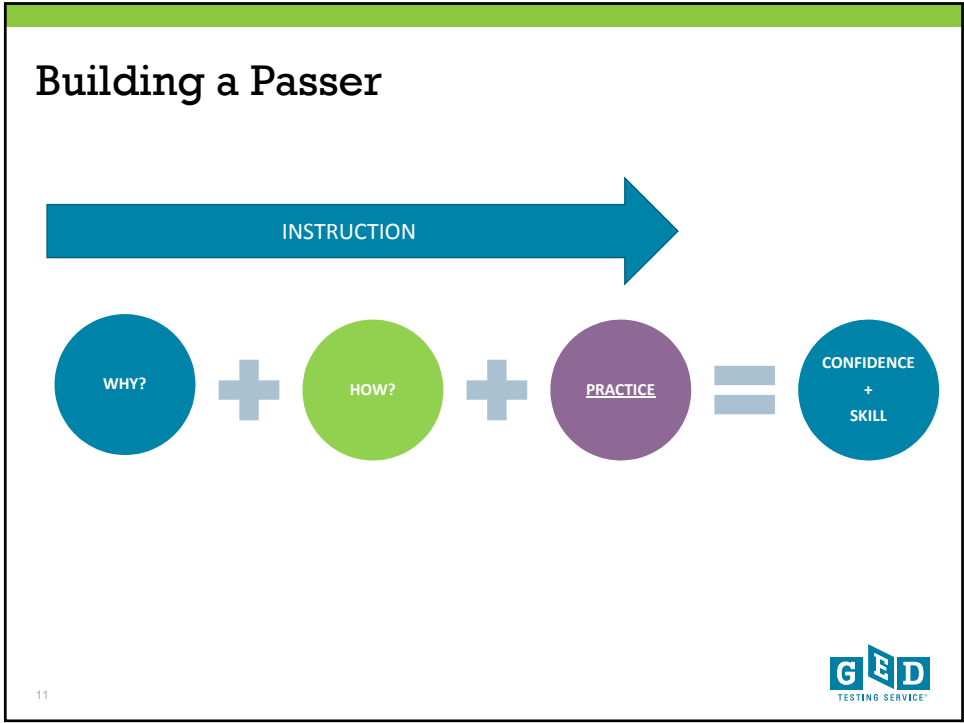 Building a Passer
INSTRUCTION
WHY?
HOW?
PRACTICE
CONFIDENCE
+
SKILL
11
GED
TESTING SERVICE®